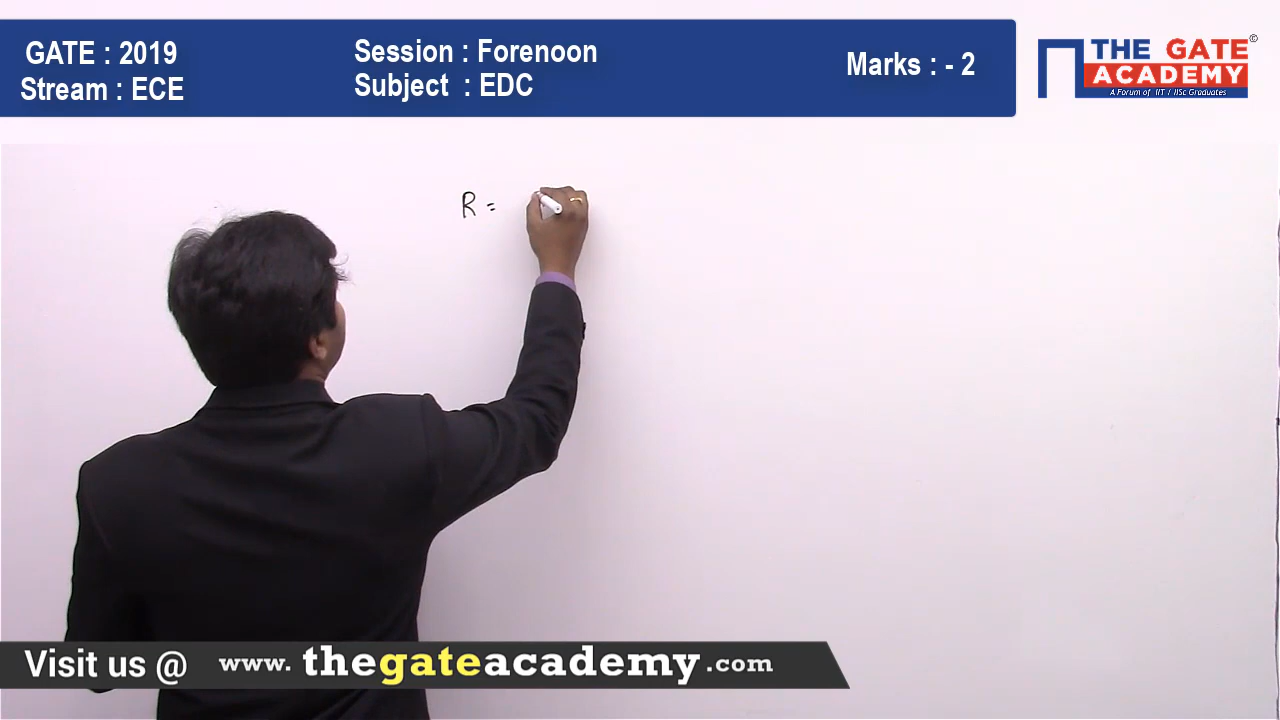 GATE : 2019
Stream : ECE
Session : Forenoon
Subject : EDC
Marks : - 2
THE GATE
ACADEMY
©
A Forum of IIT / IISc Graduates
R =
Visit us @ www.thegateacademy.com